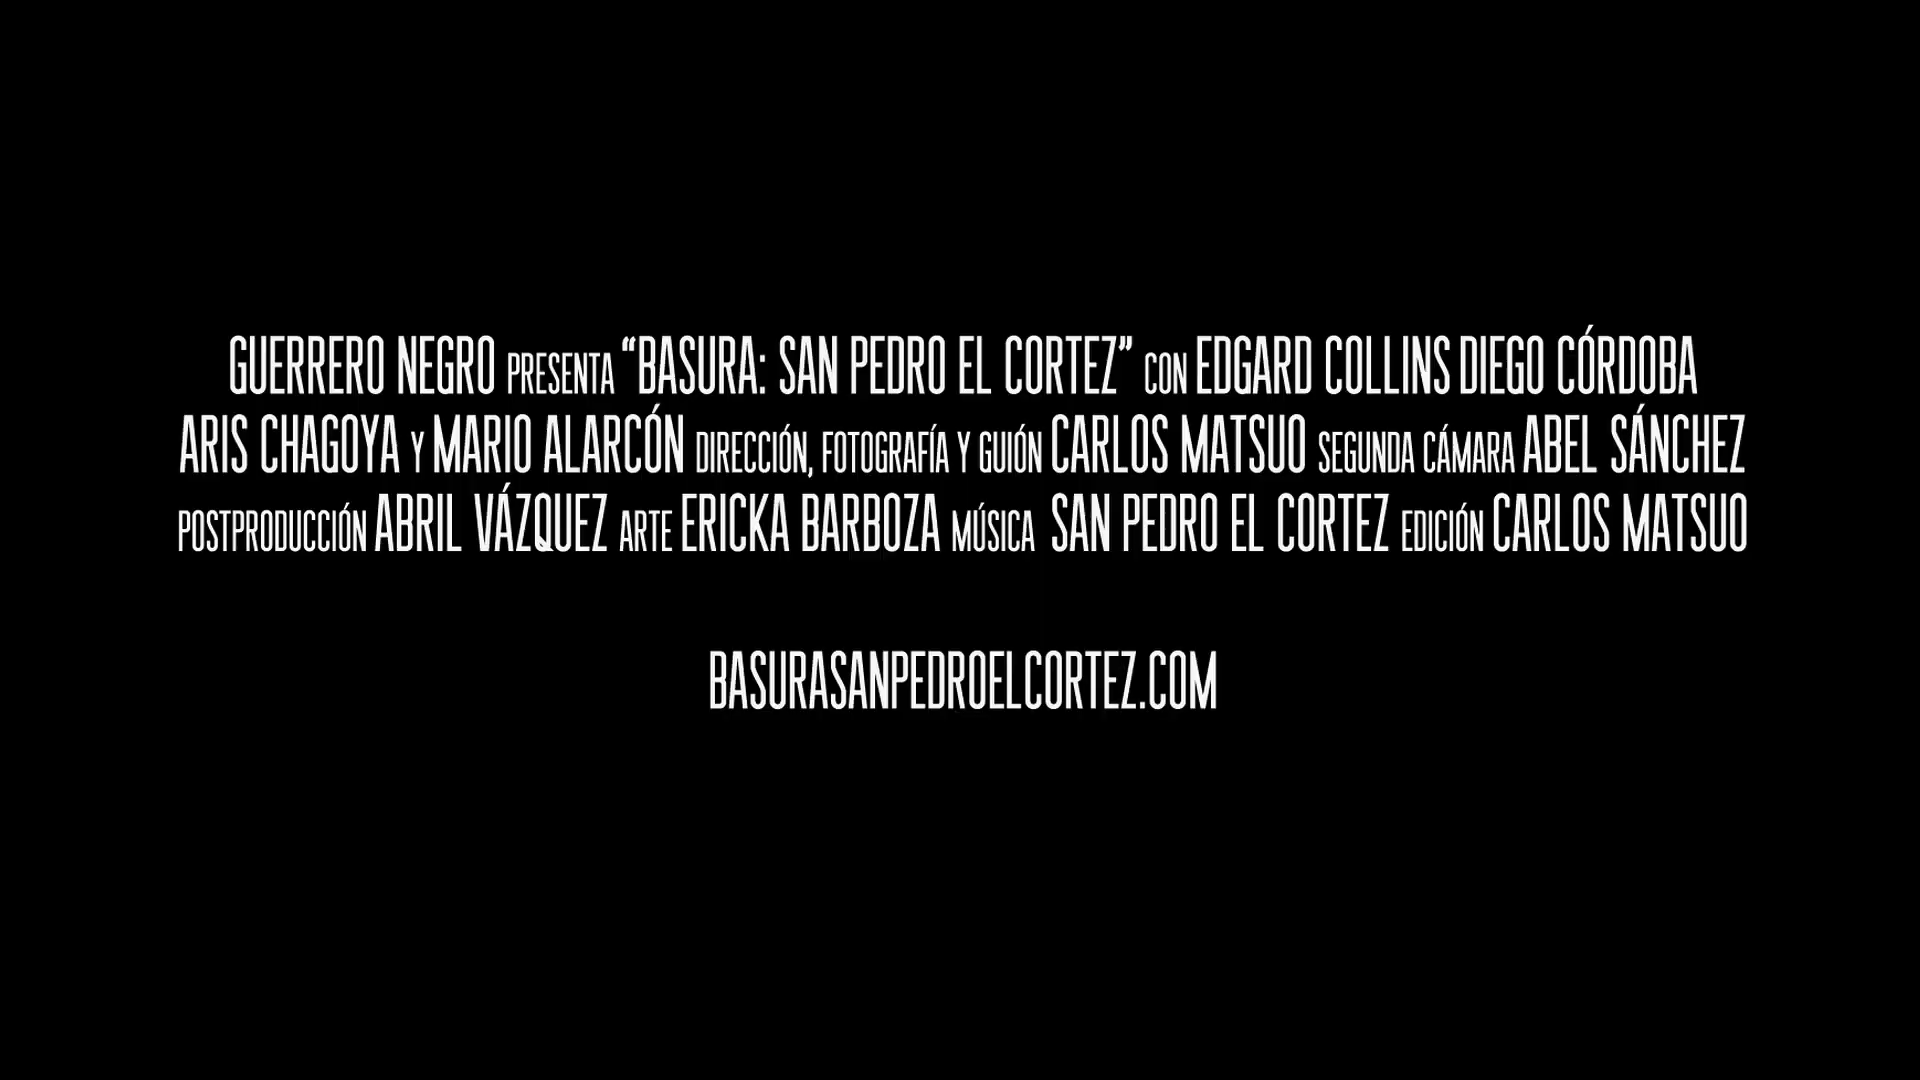 GUERRERO NEGRO PRESENTA “BASURA: SAN PEDRO EL CORTEZ” CON EDGARD COLLINS DIEGO CÓRDOBA
ARIS CHAGOYA Y MARIO ALARCÓN DIRECCIÓN, FOTOGRAFÍA Y GUIÓN CARLOS MATSUO SEGUNDA CÁMARA ABEL SÁNCHEZ
POSTPRODUCCIÓN ABRIL VÁZQUEZ ARTE ERICKA BARBOZA MÚSICA SAN PEDRO EL CORTEZ EDICIÓN CARLOS MATSUO
BASURASANPEDROELCORTEZ.COM